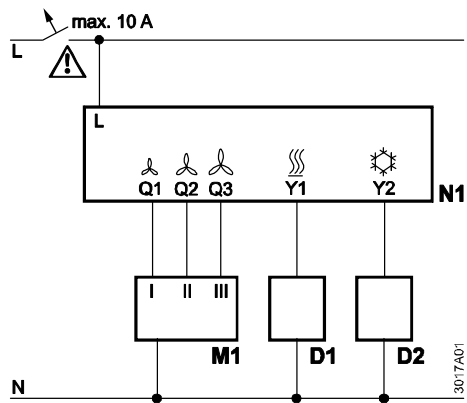 max. 10 A
L
L
Q1 Q2 Q3 Y1 Y2
N1
I II III
M1 D1 D2
N
3017A01